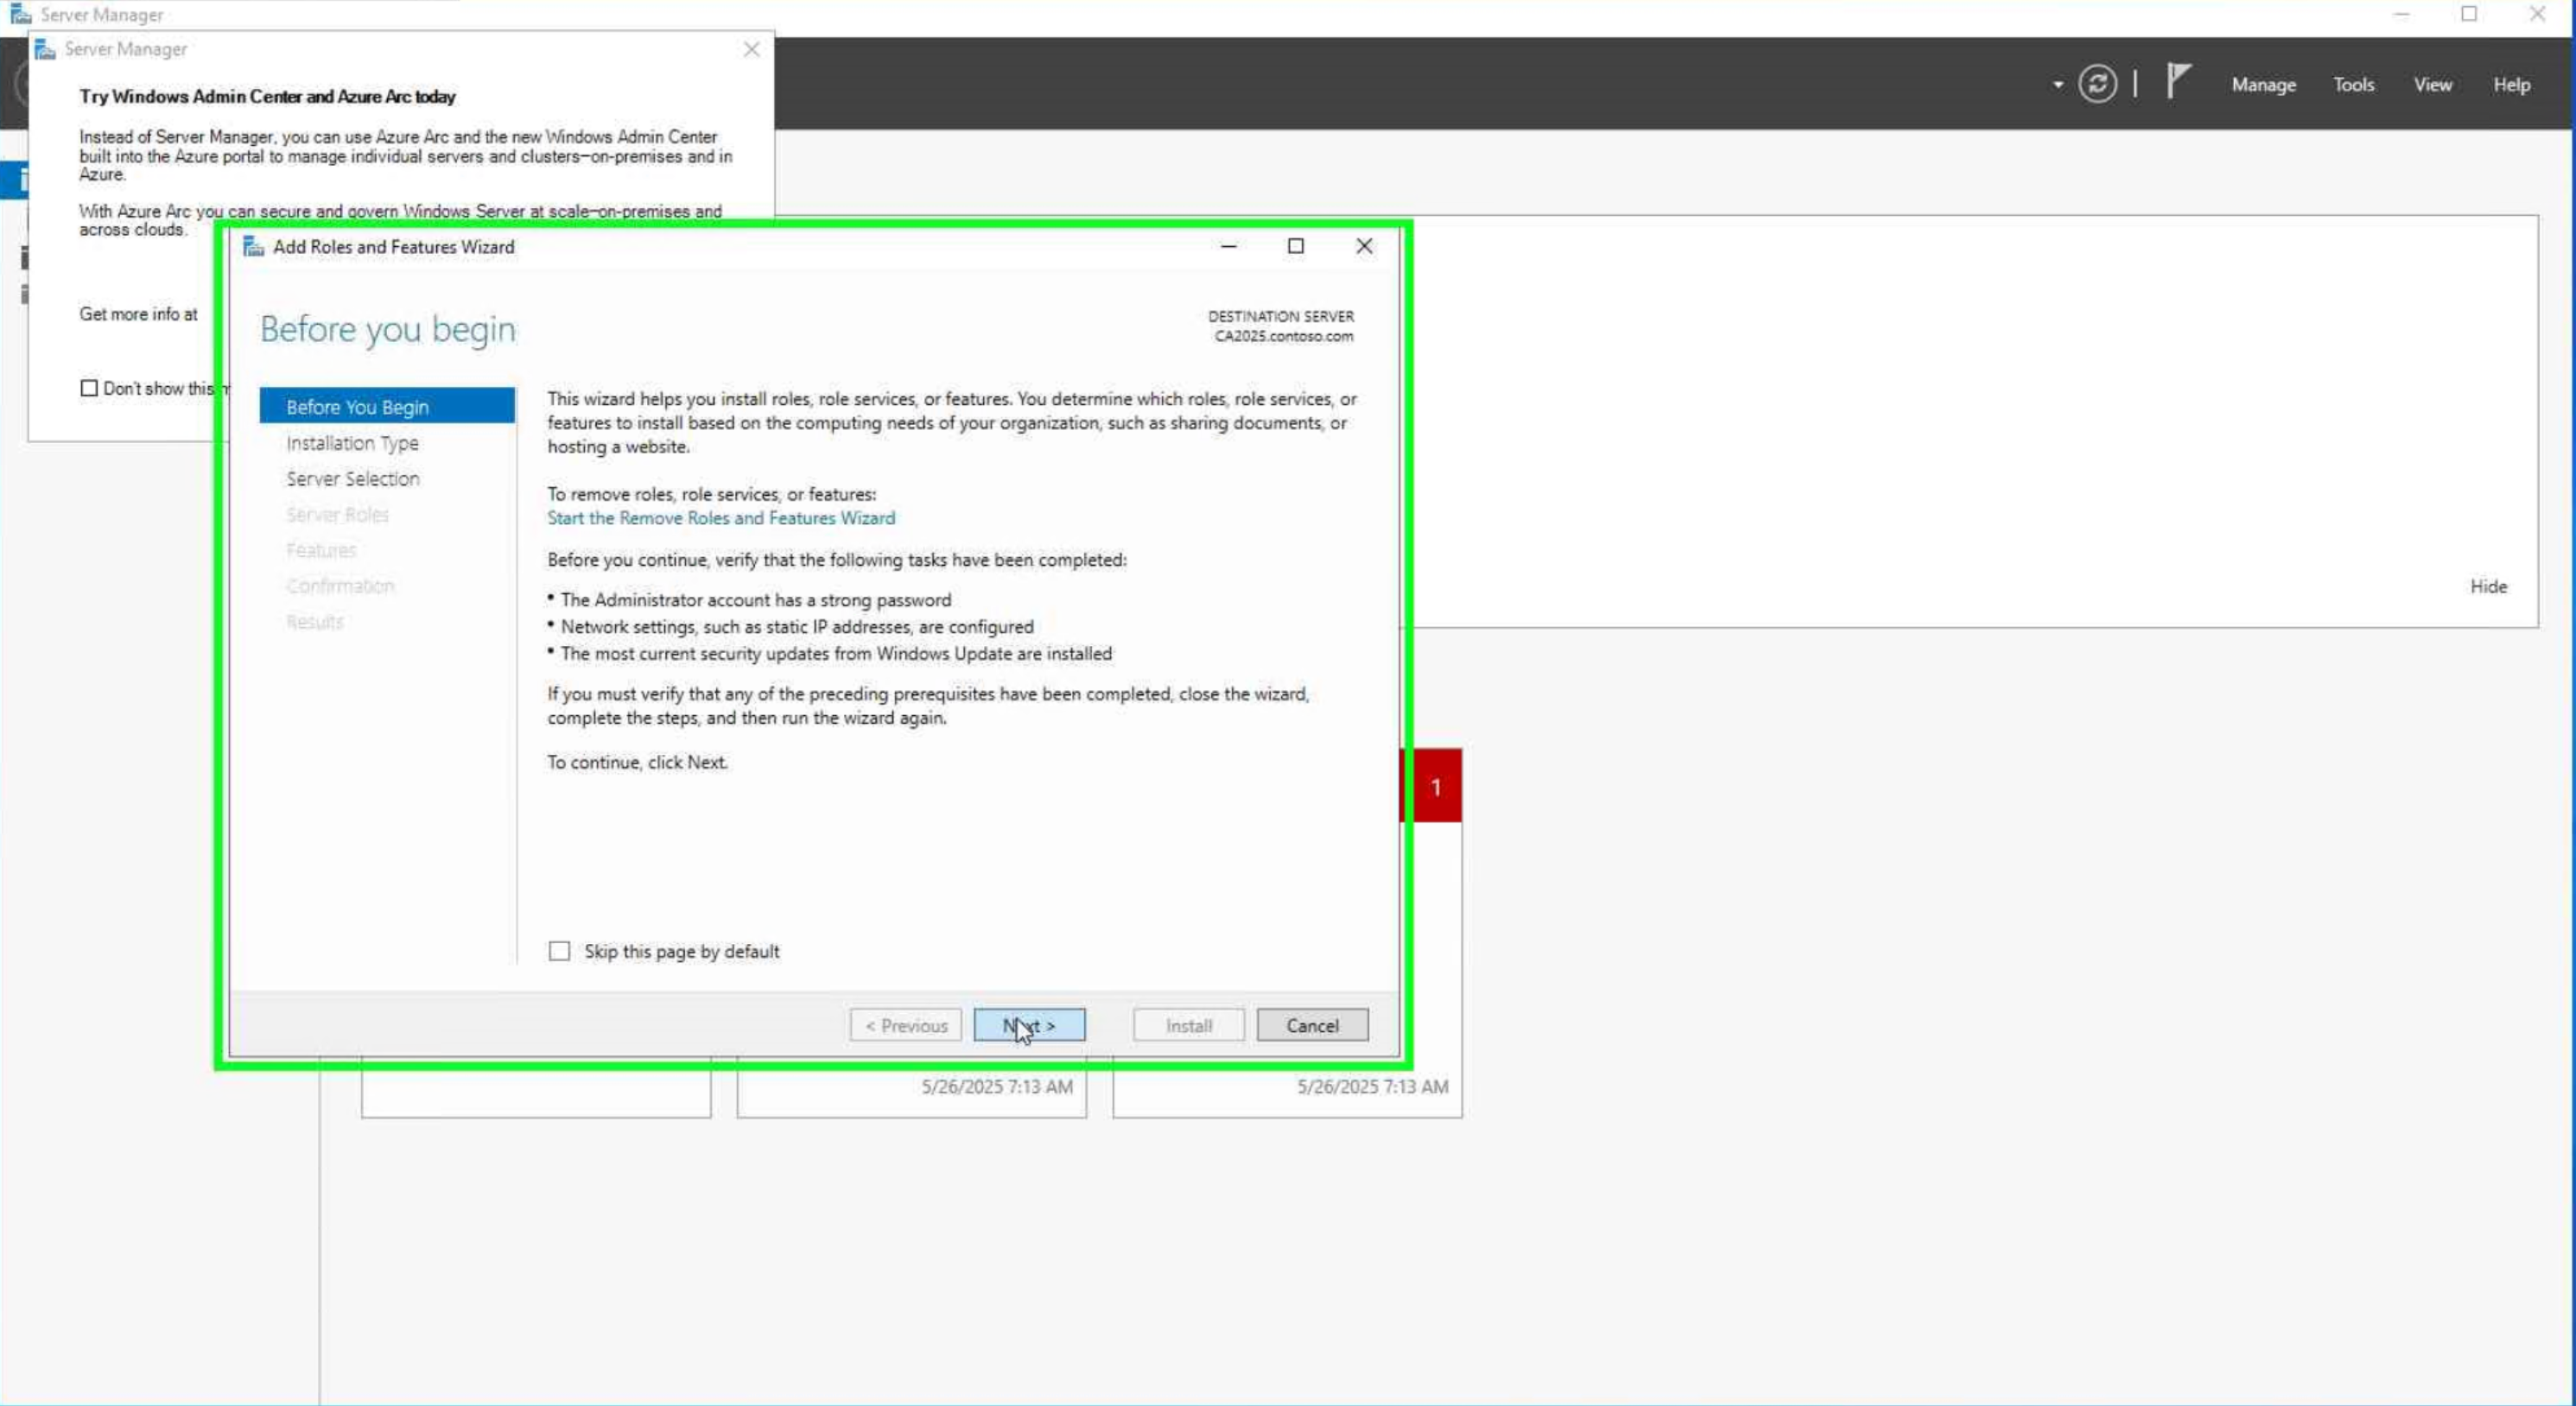 Server Manager
Server Manager
Try Windows Admin Center and Azure Arc today
Instead of Server Manager, you can use Azure Arc and the new Windows Admin Center
built into the Azure portal to manage individual servers and clusters—on-premises and in
Azure.
With Azure Arc you can secure and govern Windows Server at scale—on-premises and
across clouds.
Get more info at
Don't show this m
Manage Tools View Help
Add Roles and Features Wizard
Before you begin
DESTINATION SERVER
CA2025.contoso.com
Before You Begin
Installation Type
Server Selection
Server Roles
Features
Confirmation
Results
This wizard helps you install roles, role services, or features. You determine which roles, role services, or
features to install based on the computing needs of your organization, such as sharing documents, or
hosting a website.
To remove roles, role services, or features:
Start the Remove Roles and Features Wizard
Before you continue, verify that the following tasks have been completed:
• The Administrator account has a strong password
• Network settings, such as static IP addresses, are configured
• The most current security updates from Windows Update are installed
If you must verify that any of the preceding prerequisites have been completed, close the wizard,
complete the steps, and then run the wizard again.
To continue, click Next.
Skip this page by default
< Previous Next > Install Cancel
Hide
1
5/26/2025 7:13 AM
5/26/2025 7:13 AM